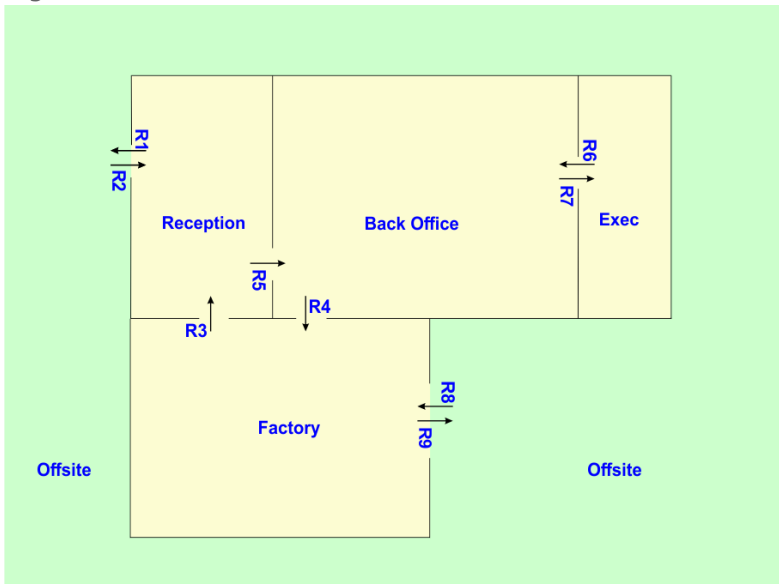 R1
R2
R6
R7
Reception
Back Office
Exec
R5
R4
R3
R8
R9
Factory
Offsite
Offsite